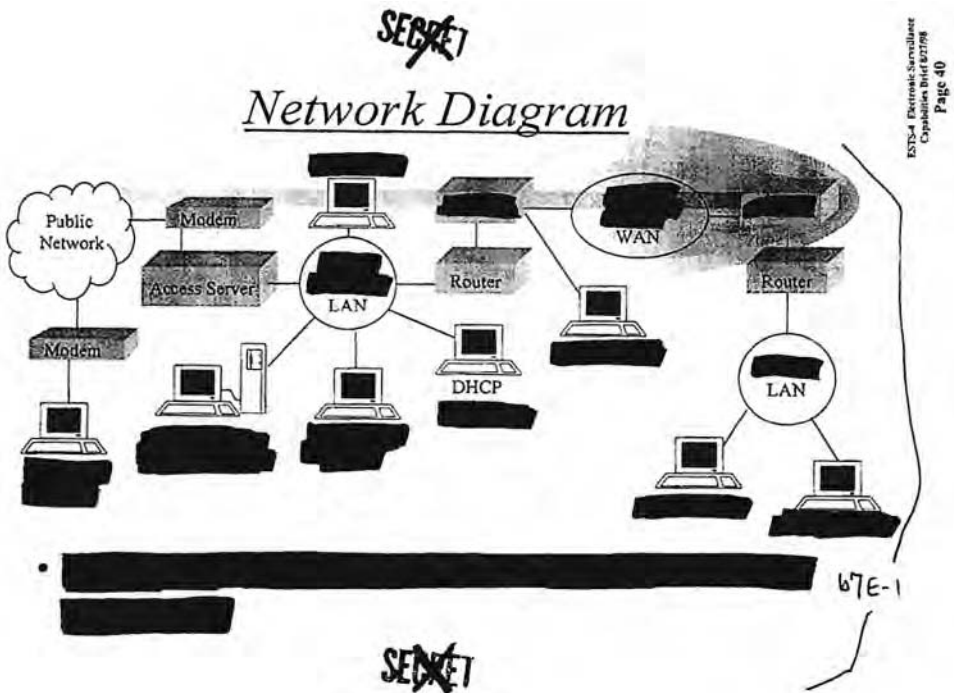 SECRET
ESTS-4 Electronic Surveillance
Capabilities Brief 8/27/98
Page 40
Network Diagram
Public
Network
Modem
WAN
Access Server
LAN
Router
Router
Modem
DHCP
LAN
b7E-1
SECRET